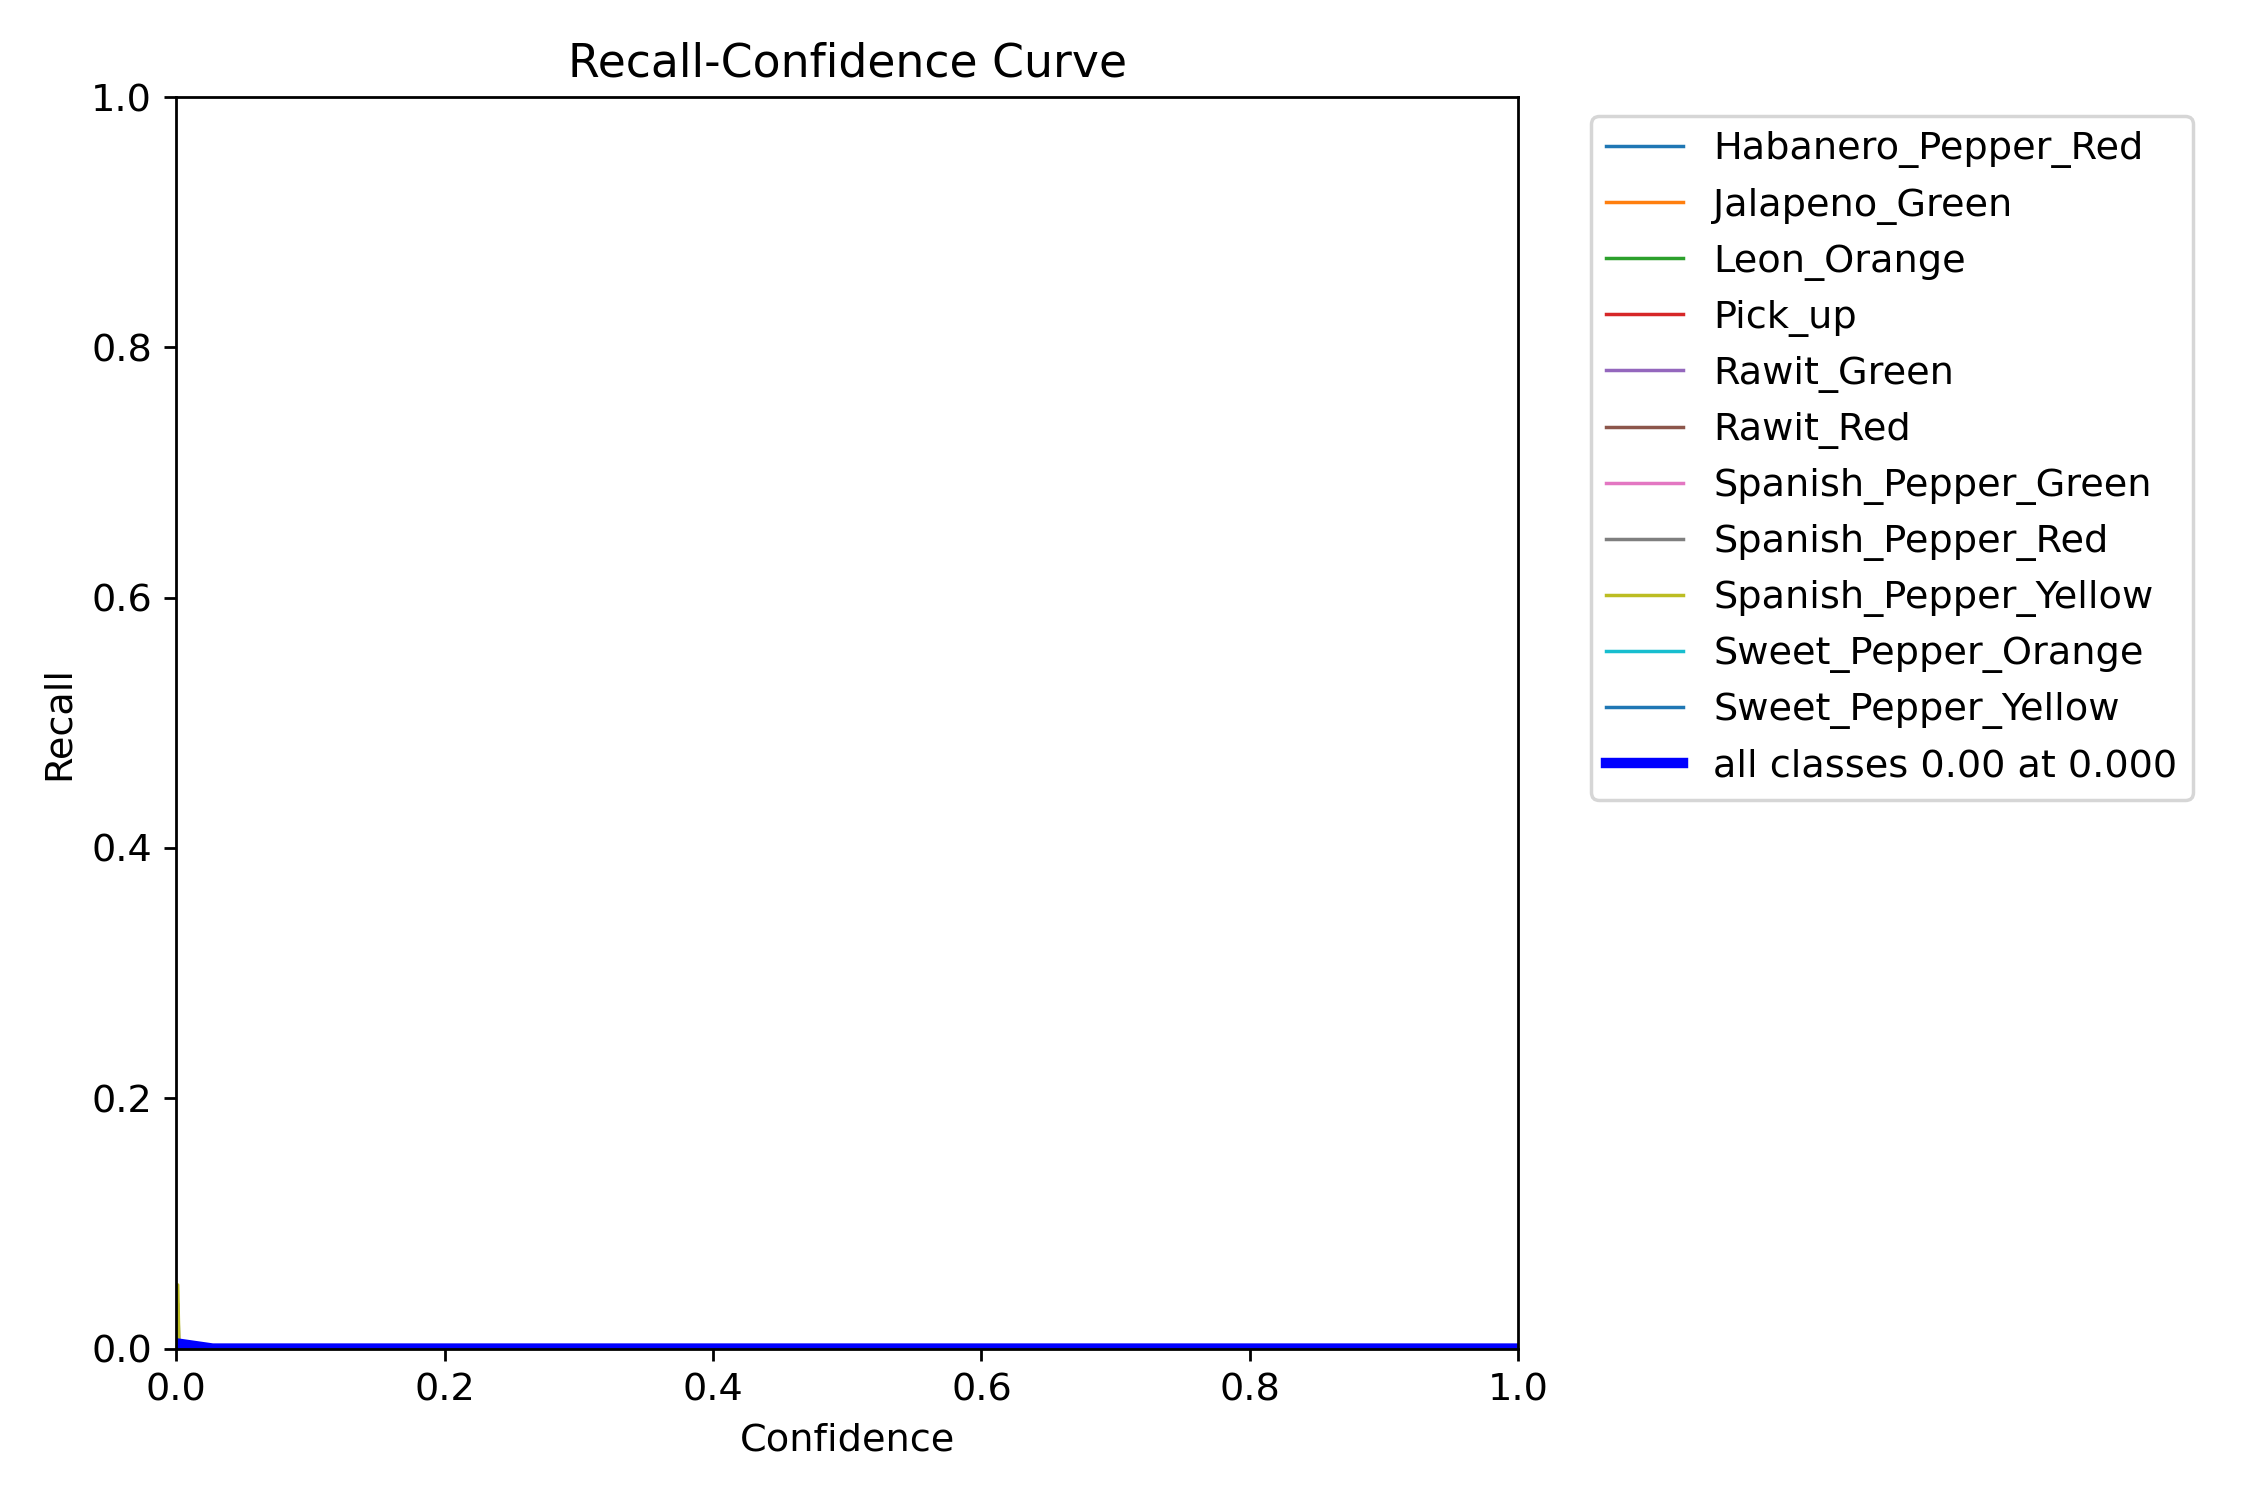 Recall-Confidence Curve
1.0
0.8
0.6
0.4
0.2
0.0
Recall
0.0 0.2 0.4 0.6 0.8 1.0
Confidence
Habanero_Pepper_Red
Jalapeno_Green
Leon_Orange
Pick_up
Rawit_Green
Rawit_Red
Spanish_Pepper_Green
Spanish_Pepper_Red
Spanish_Pepper_Yellow
Sweet_Pepper_Orange
Sweet_Pepper_Yellow
all classes 0.00 at 0.000